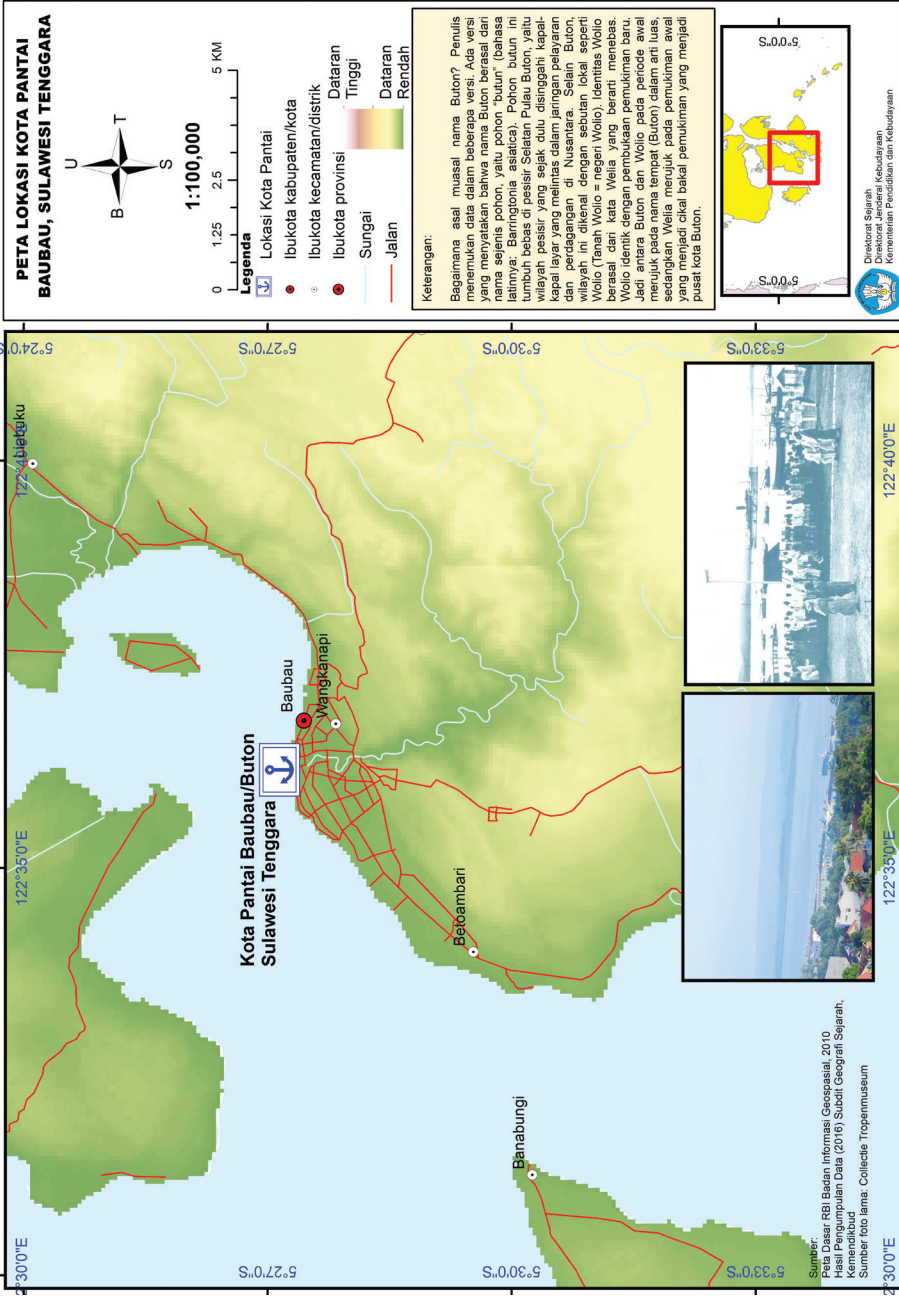 PETA LOKASI KOTA PANTAI
BAUBAU, SULAWESI TENGGARA
U
B
T
S
1:100,000
0
1.25
2.5
5 KM
Legenda
Lokasi Kota Pantai
Ibukota kabupaten/kota
Ibukota kecamatan/distrik
Ibukota provinsi
Sungai
Jalan
Dataran
Tinggi
Dataran
Rendah
Keterangan:
Bagaimana asal muasal nama Buton? Penulis
menemukan data dalam beberapa versi. Ada versi
yang menyatakan bahwa nama Buton berasal dari
nama sejenis pohon, yaitu pohon "butun" (bahasa
latinnya: Barringtonia asiatica). Pohon butun ini
tumbuh bebas di pesisir Selatan Pulau Buton, yaitu
wilayah pesisir yang sejak dulu disinggahi kapal-
kapal layar yang melintas dalam jaringan pelayaran
dan perdagangan di Nusantara. Selain Buton,
wilayah ini dikenal dengan sebutan lokal seperti
Wolio (Tanah Wolio = negeri Wolio). Identitas Wolio
berasal dari kata Welia yang berarti menebas.
Wolio identik dengan pembukaan pemukiman baru.
Jadi antara Buton dan Wolio pada periode awal
merujuk pada nama tempat (Buton) dalam arti luas,
sedangkan Welia merujuk pada pemukiman awal
yang menjadi cikal bakal pemukiman yang menjadi
pusat kota Buton.
5°0'0"S
5°0'0"S
Direktorat Sejarah
Direktorat Jenderal Kebudayaan
Kementerian Pendidikan dan Kebudayaan
2°30'0"E
122°35'0"E
122°40'0"E
5°24'0"S
5°27'0"S
5°27'0"S
5°30'0"S
5°30'0"S
5°33'0"S
5°33'0"S
Liabuku
Baubau
Wangkanapi
Kota Pantai Baubau/Buton
Sulawesi Tenggara
Betoambari
Banabungi
Sumber:
Peta Dasar RBI Badan Informasi Geospasial, 2010
Hasil Pengumpulan Data (2016) Subdit Geografi Sejarah,
Kemendikbud
Sumber foto lama: Collectie Tropenmuseum
2°30'0"E
122°35'0"E
122°40'0"E